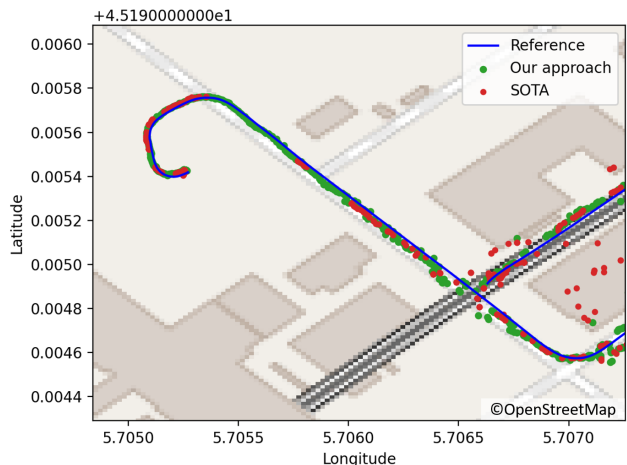 +4.5190000000e1
0.0060
0.0058
0.0056
0.0054
0.0052
0.0050
0.0048
0.0046
0.0044
Latitude
Reference
Our approach
SOTA
©OpenStreetMap
5.7050 5.7055 5.7060 5.7065 5.7070
Longitude